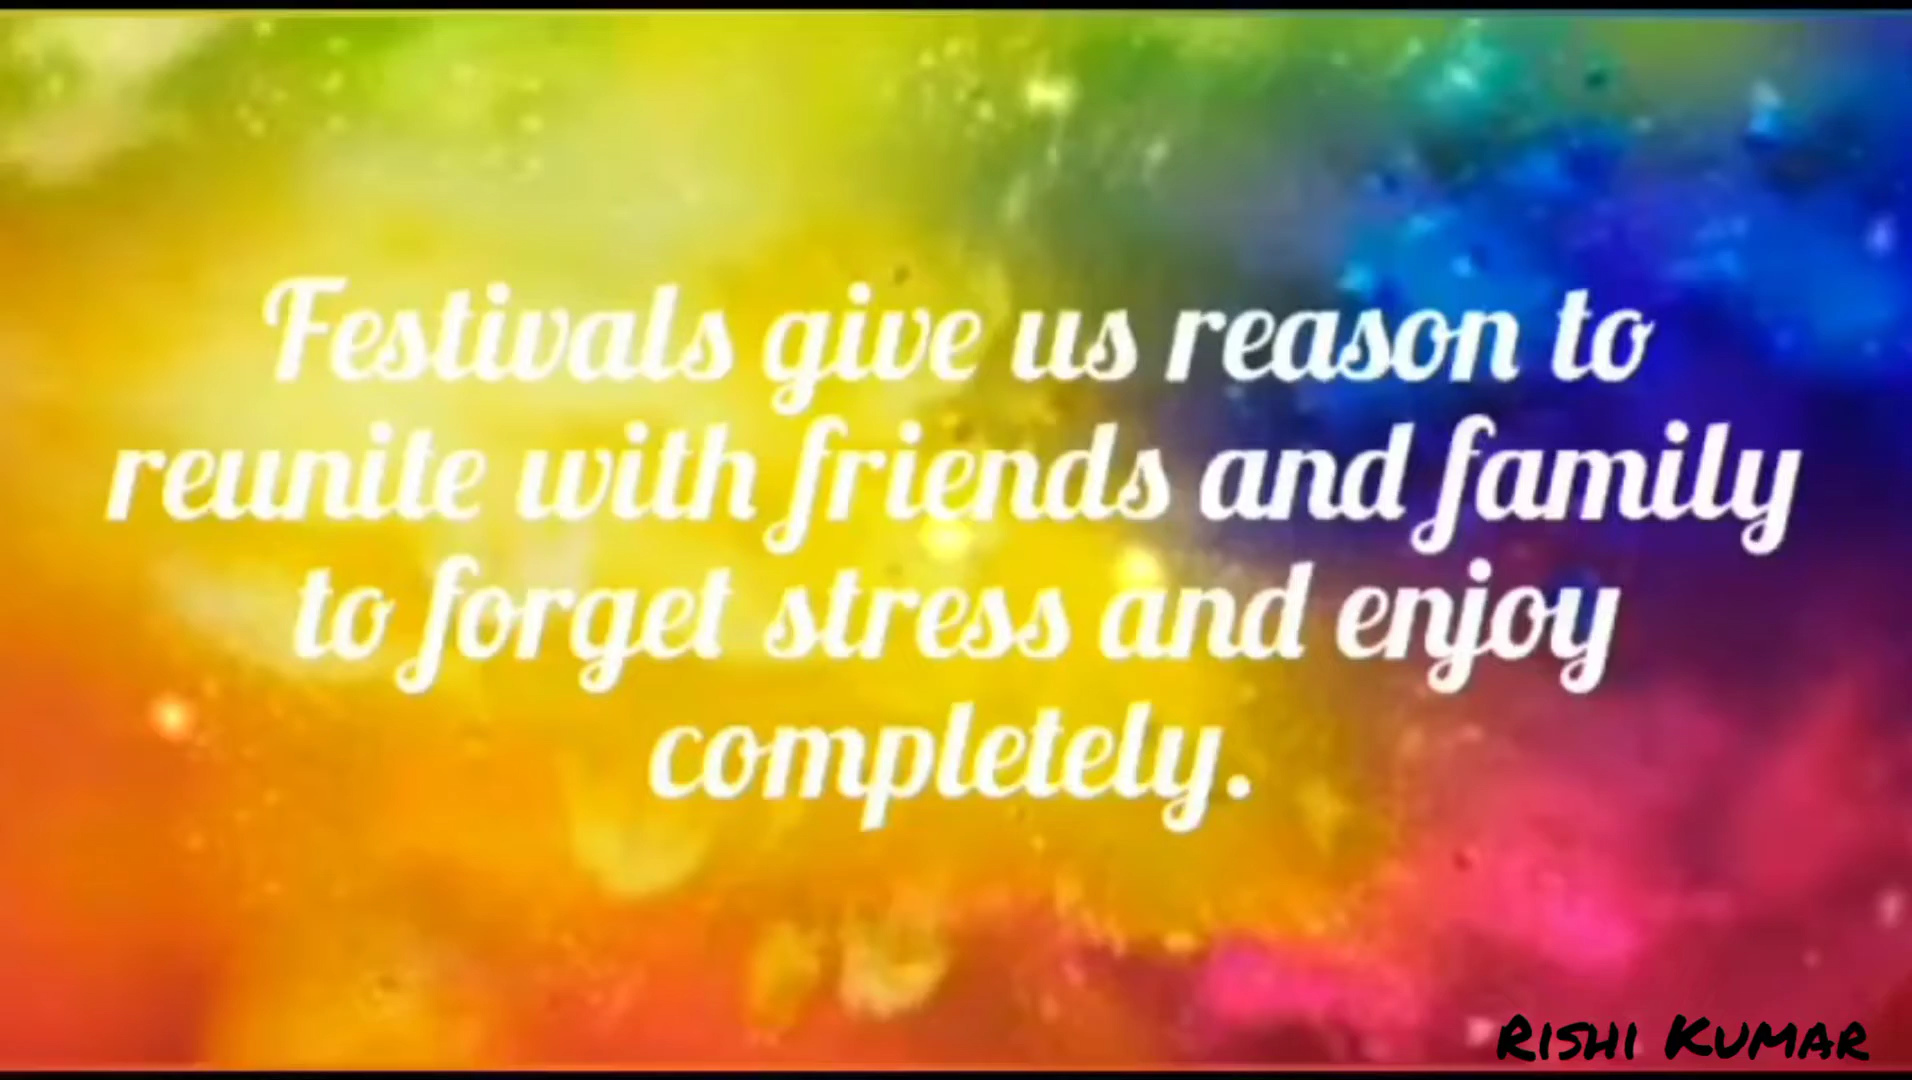 Festivals give us reason to
reunite with friends and family
to forget stress and enjoy
completely.
RISHI KUMAR